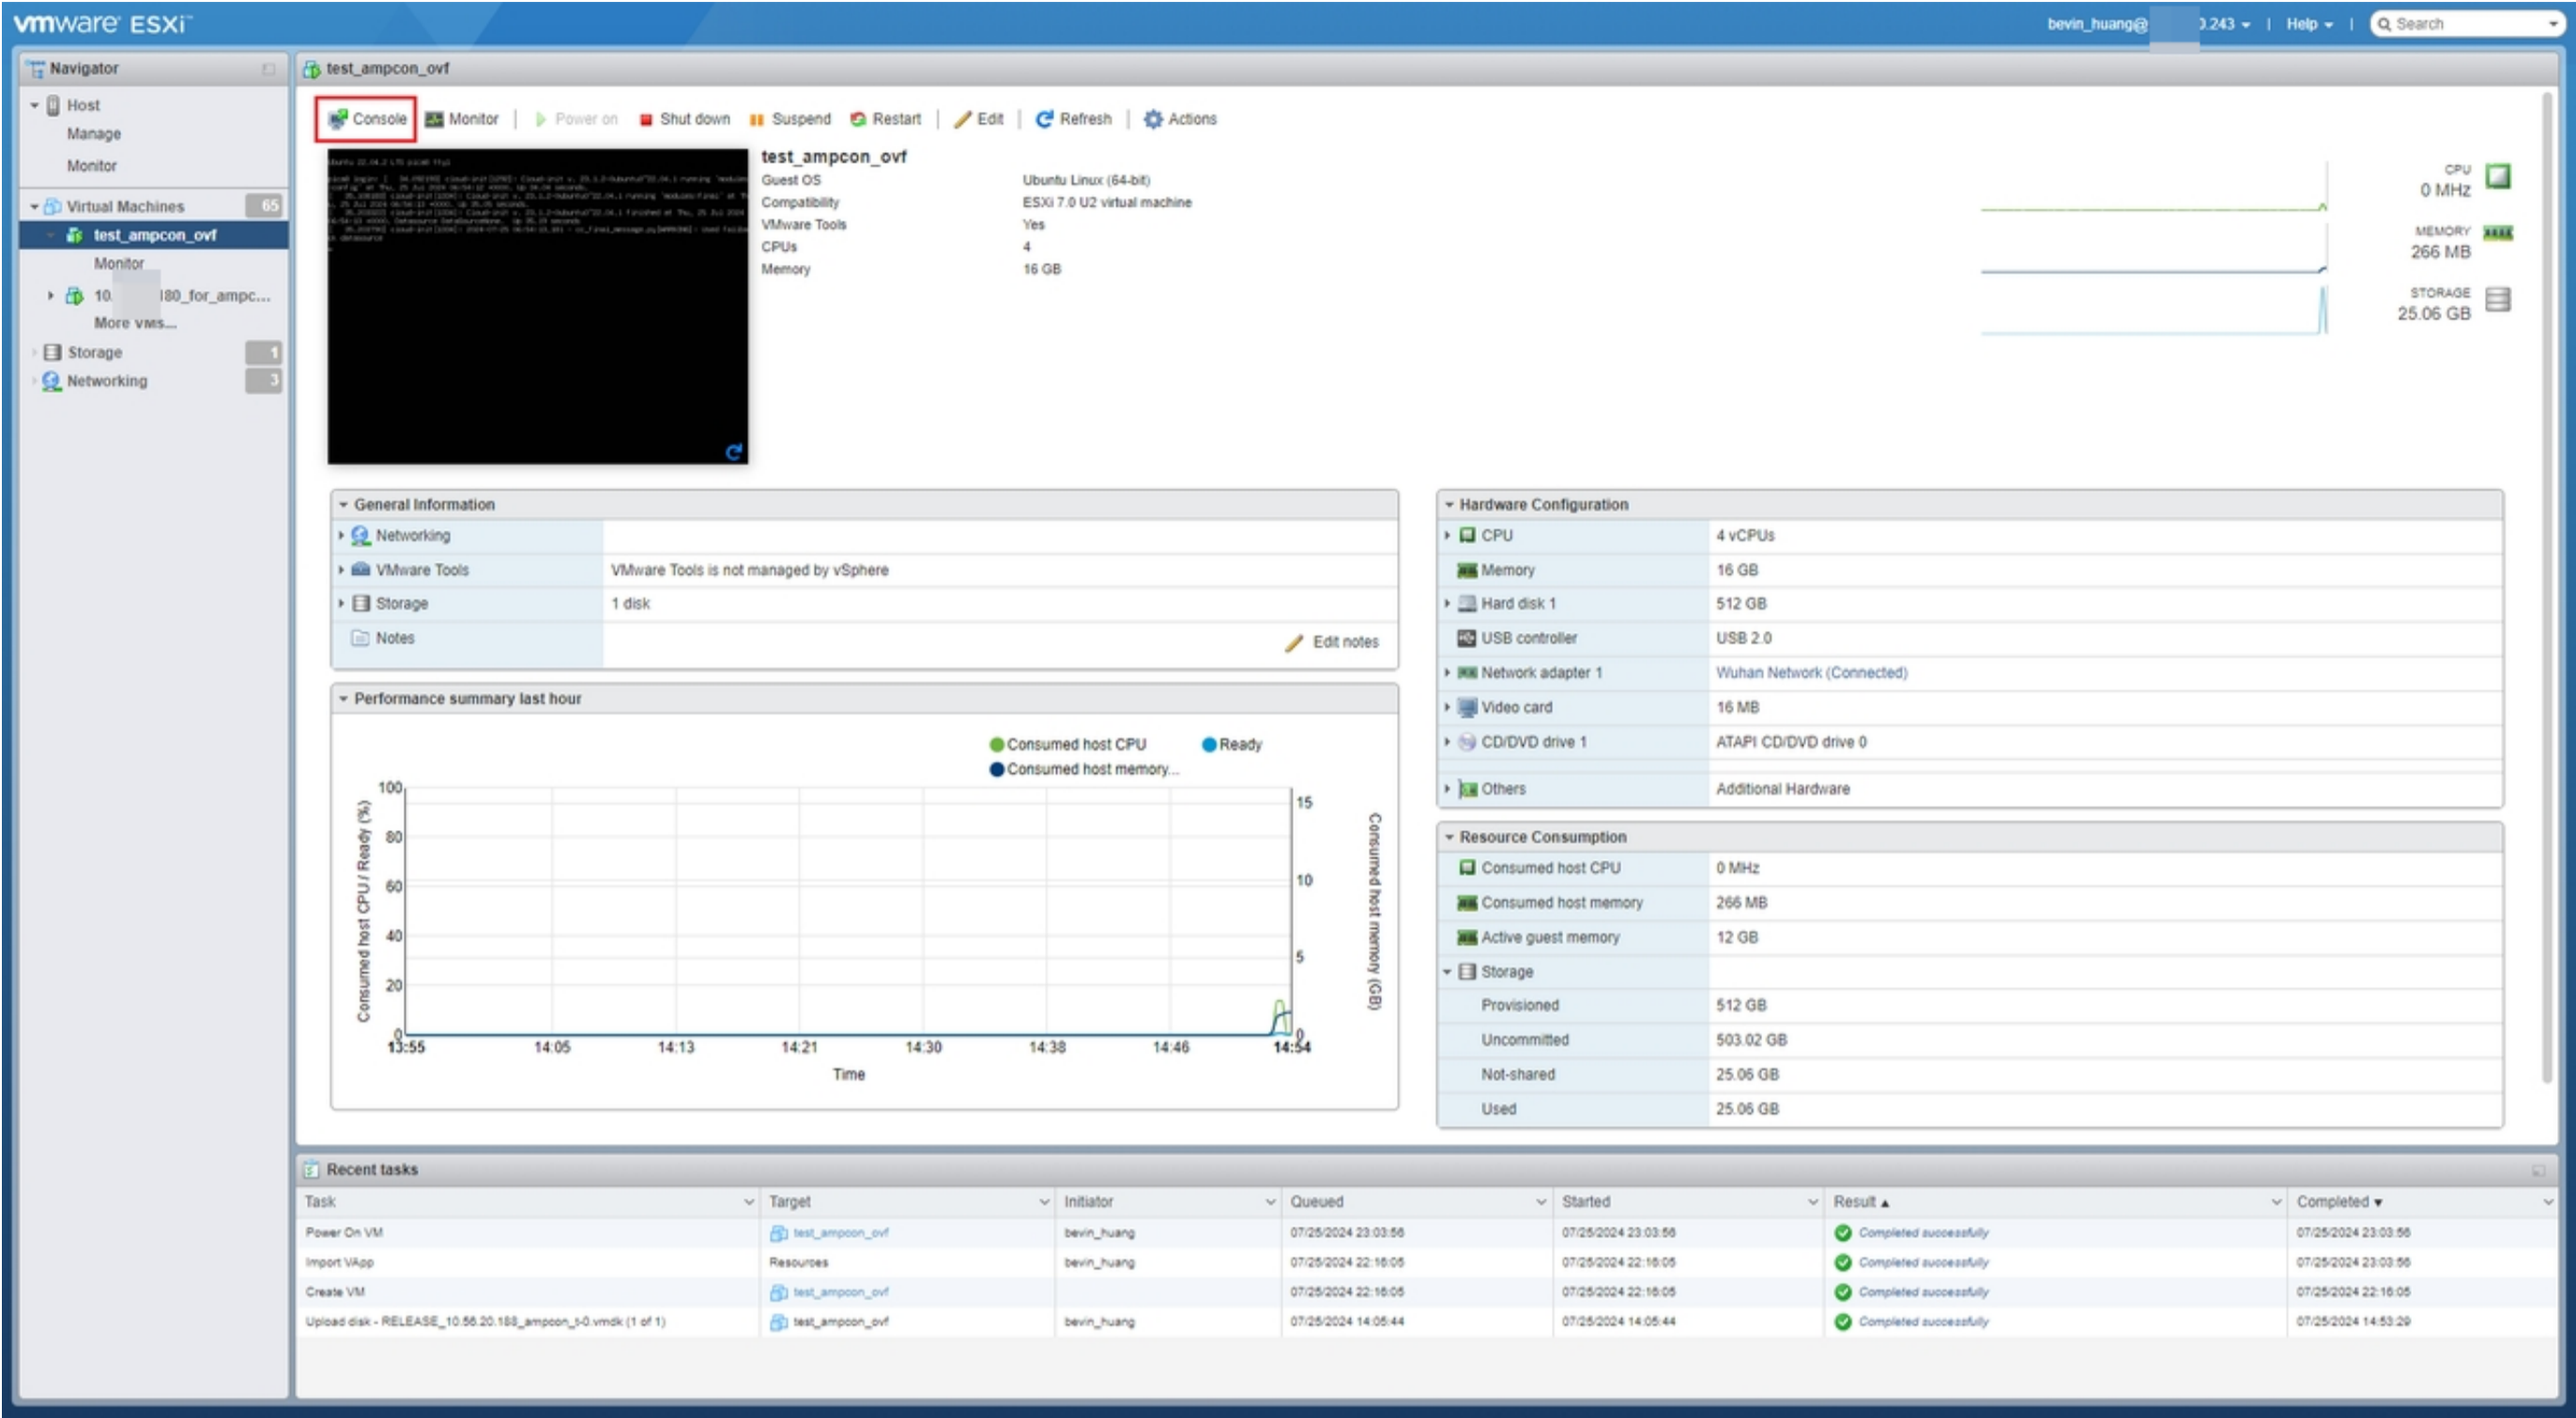 vmware ESXi™
bevin_huang@ 0.243 | Help | Search
Navigator
Host
Manage
Monitor
Virtual Machines 65
test_ampcon_ovf
Monitor
10. 180_for_ampc...
More VMs...
Storage 1
Networking 3
test_ampcon_ovf
Console Monitor Power on Shut down Suspend Restart Edit Refresh Actions
test_ampcon_ovf
Guest OS Ubuntu Linux (64-bit)
Compatibility ESXi 7.0 U2 virtual machine
VMware Tools Yes
CPUs 4
Memory 16 GB
CPU
0 MHz
MEMORY
266 MB
STORAGE
25.06 GB
General Information
Networking
VMware Tools VMware Tools is not managed by vSphere
Storage 1 disk
Notes Edit notes
Performance summary last hour
Consumed host CPU Ready
Consumed host memory...
Consumed host CPU / Ready (%)
100
80
60
40
20
0
15
10
5
0
Consumed host memory (GB)
13:55 14:05 14:13 14:21 14:30 14:38 14:46 14:54
Time
Hardware Configuration
CPU 4 vCPUs
Memory 16 GB
Hard disk 1 512 GB
USB controller USB 2.0
Network adapter 1 Wuhan Network (Connected)
Video card 16 MB
CD/DVD drive 1 ATAPI CD/DVD drive 0
Others Additional Hardware
Resource Consumption
Consumed host CPU 0 MHz
Consumed host memory 266 MB
Active guest memory 12 GB
Storage
Provisioned 512 GB
Uncommitted 503.02 GB
Not-shared 25.06 GB
Used 25.06 GB
Recent tasks
Task Target Initiator Queued Started Result Completed
Power On VM test_ampcon_ovf bevin_huang 07/25/2024 23:03:56 07/25/2024 23:03:56 Completed successfully 07/25/2024 23:03:56
Import VApp Resources bevin_huang 07/25/2024 22:16:05 07/25/2024 22:16:05 Completed successfully 07/25/2024 23:03:56
Create VM test_ampcon_ovf 07/25/2024 22:16:05 07/25/2024 22:16:05 Completed successfully 07/25/2024 22:16:05
Upload disk - RELEASE_10.56.20.188_ampcon_t-0.vmdk (1 of 1) test_ampcon_ovf bevin_huang 07/25/2024 14:05:44 07/25/2024 14:05:44 Completed successfully 07/25/2024 14:53:29